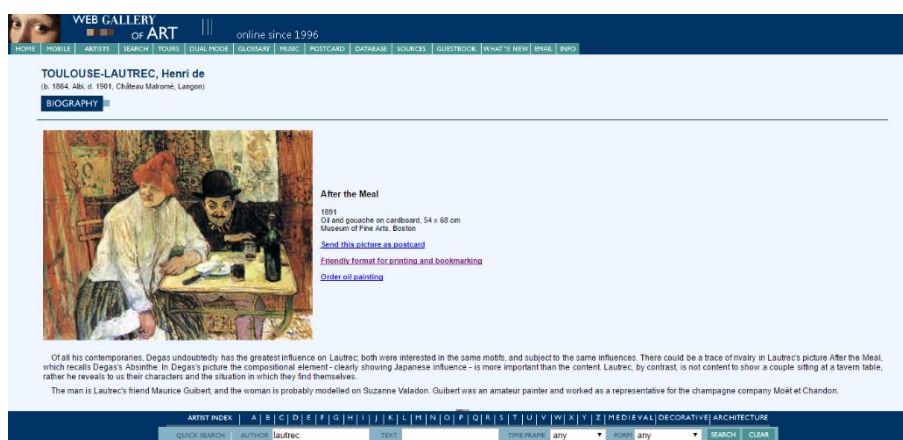 WEB GALLERY
OF ART
online since 1996
HOME MOBILE ARTISTS SEARCH TOURS DUAL MODE GLOSSARY MUSIC POSTCARD DATABASE SOURCES GUESTBOOK WHAT'S NEW EMAIL INFO
TOULOUSE-LAUTREC, Henri de
(b. 1864, Albi, d. 1901, Château Malromé, Langon)
BIOGRAPHY
After the Meal
1891
Oil and gouache on cardboard, 54 x 68 cm
Museum of Fine Arts, Boston
Send this picture as postcard
Friendly format for printing and bookmarking
Order oil painting
Of all his contemporaries, Degas undoubtedly has the greatest influence on Lautrec; both were interested in the same motifs, and subject to the same influences. There could be a trace of rivalry in Lautrec's picture After the Meal,
which recalls Degas's Absinthe. In Degas's picture the compositional element - clearly showing Japanese influence - is more important than the content. Lautrec, by contrast, is not content to show a couple sitting at a tavern table,
rather he reveals to us their characters and the situation in which they find themselves.
The man is Lautrec's friend Maurice Guibert, and the woman is probably modelled on Suzanne Valadon. Guibert was an amateur painter and worked as a representative for the champagne company Moët et Chandon.
ARTIST INDEX | A | B | C | D | E | F | G | H | I | J | K | L | M | N | O | P | Q | R | S | T | U | V | W | X | Y | Z | MEDIEVAL | DECORATIVE | ARCHITECTURE
QUICK SEARCH AUTHOR lautrec TEXT TIME-FRAME any FORM any SEARCH CLEAR